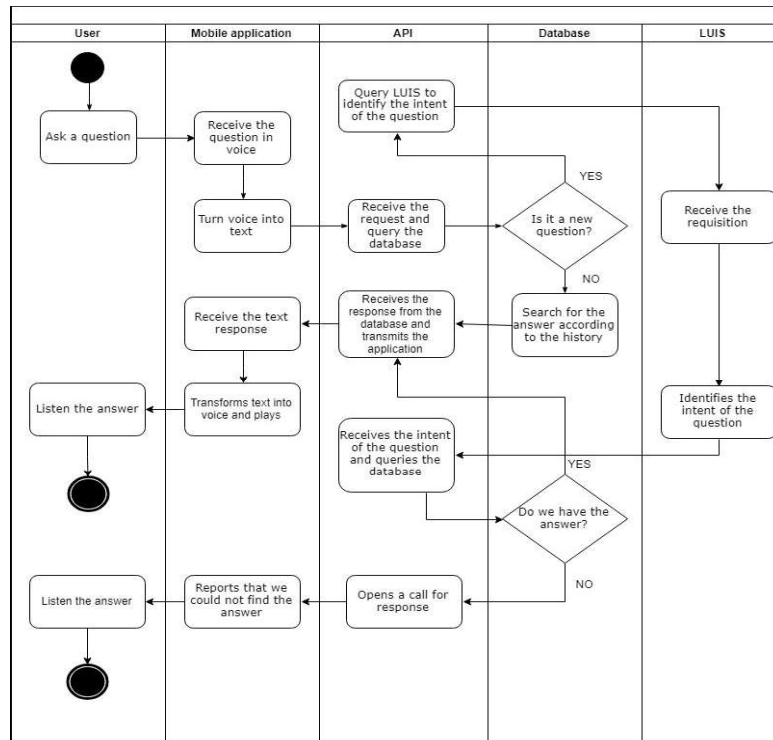 User
Mobile application
API
Database
LUIS
Query LUIS to
identify the intent
of the question
Ask a question
Receive the
question in
voice
YES
Turn voice into
text
Receive the
request and
query the
database
Is it a new
question?
Receive the
requisition
NO
Receive the text
response
Receives the
response from the
database and
transmits the
application
Search for the
answer according
to the history
Listen the answer
Transforms text into
voice and plays
Identifies the
intent of the
question
Receives the intent
of the question
and queries the
database
YES
Do we have the
answer?
NO
Listen the answer
Reports that we
could not find the
answer
Opens a call for
response